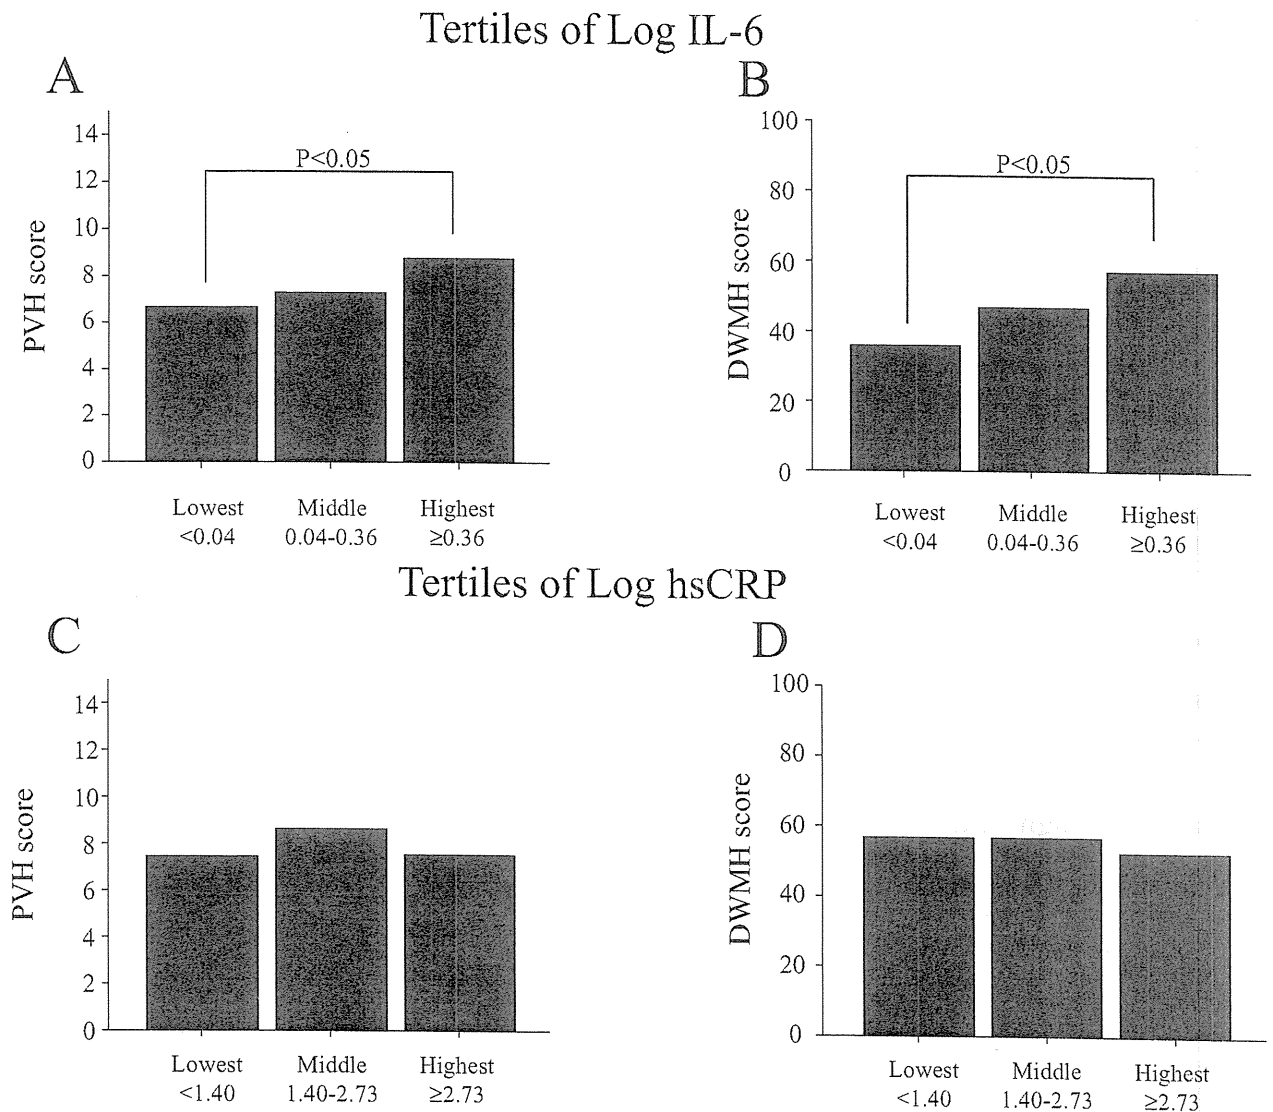 Tertiles of Log IL-6
A
B
14
12
10
8
6
4
2
0
PVH score
P<0.05
Lowest
Middle
Highest
<0.04
0.04-0.36
≥0.36
100
80
60
40
20
0
DWMH score
P<0.05
Lowest
Middle
Highest
<0.04
0.04-0.36
≥0.36
Tertiles of Log hsCRP
C
D
14
12
10
8
6
4
2
0
PVH score
Lowest
Middle
Highest
<1.40
1.40-2.73
≥2.73
100
80
60
40
20
0
DWMH score
Lowest
Middle
Highest
<1.40
1.40-2.73
≥2.73